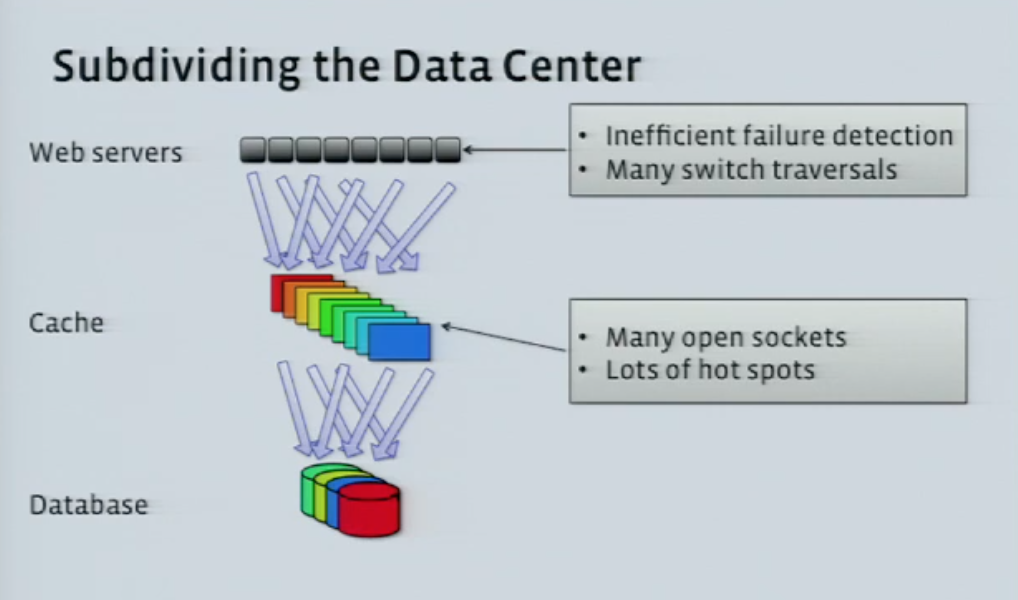 Subdividing the Data Center
Web servers
• Inefficient failure detection
• Many switch traversals
Cache
• Many open sockets
• Lots of hot spots
Database